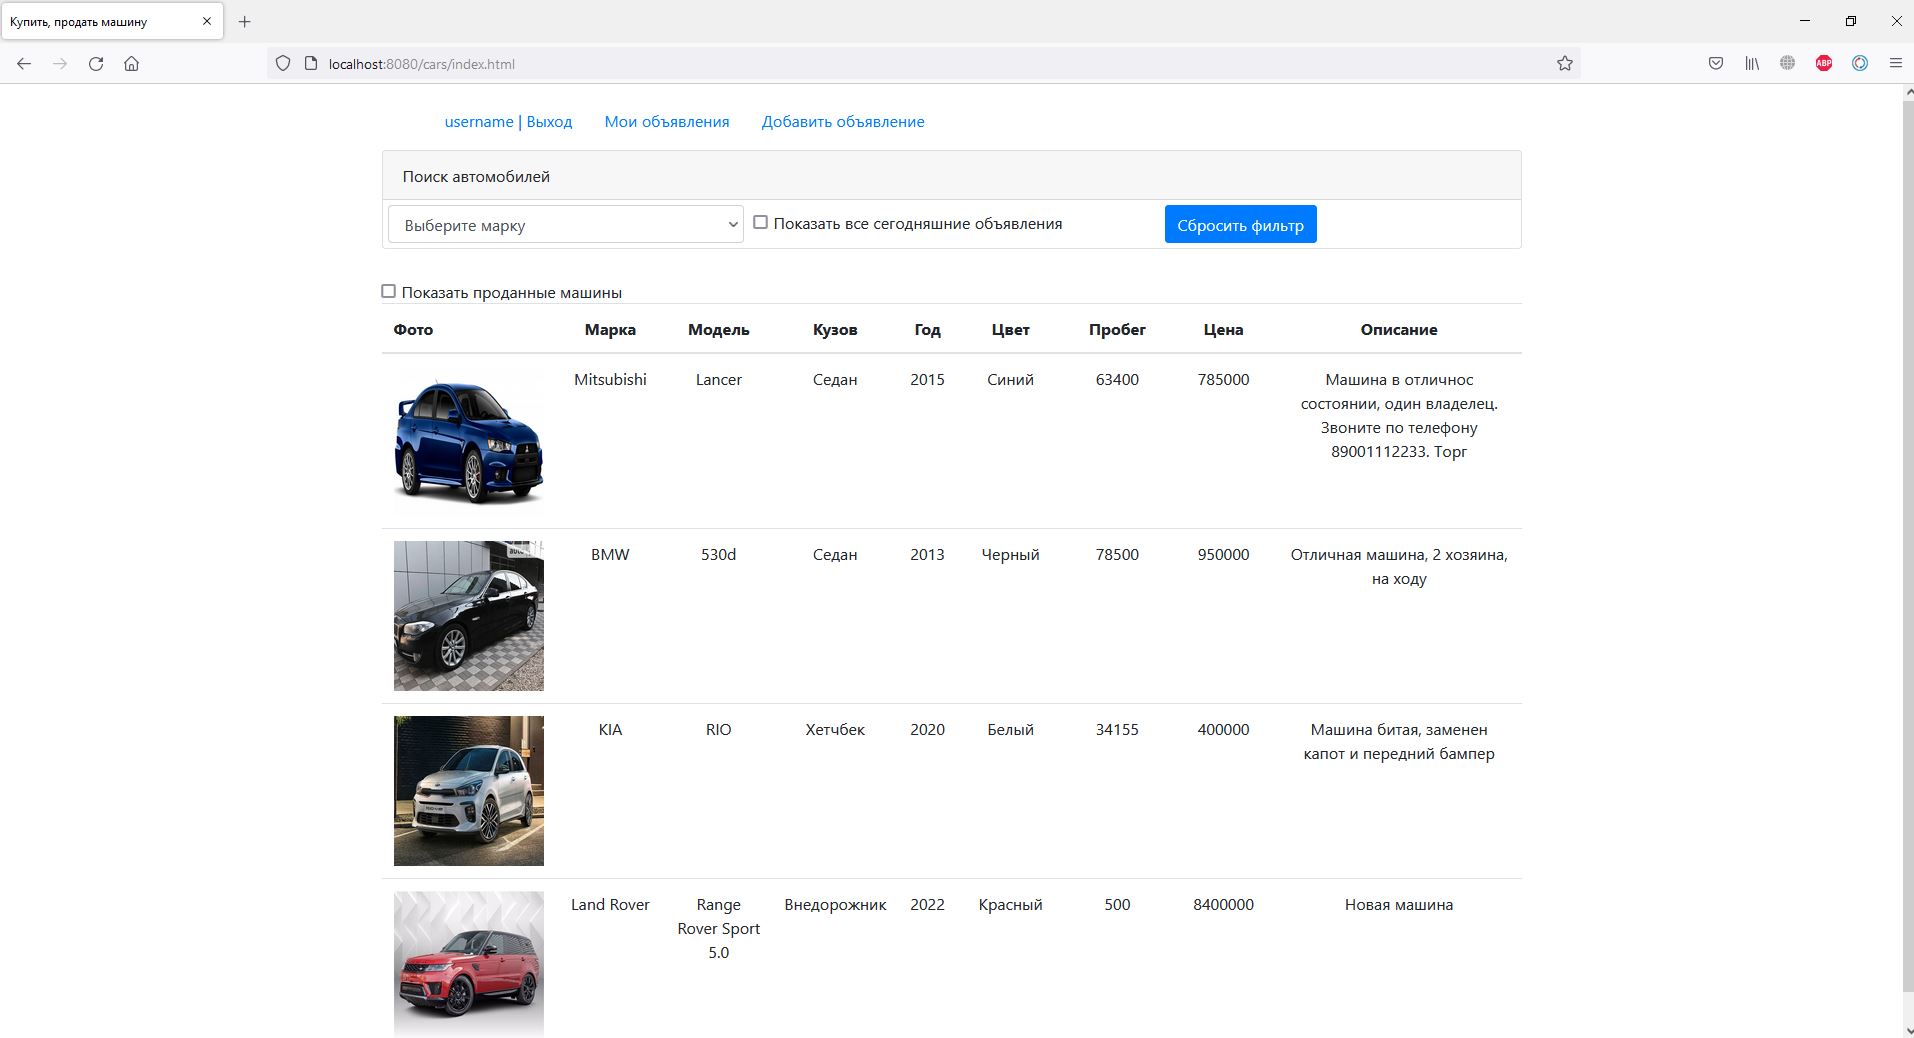 Купить, продать машину
localhost:8080/cars/index.html
ABP
username | Выход
Мои объявления
Добавить объявление
Поиск автомобилей
Выберите марку
Показать все сегодняшние объявления
Сбросить фильтр
Показать проданные машины
Фото Марка Модель Кузов Год Цвет Пробег Цена Описание
Mitsubishi Lancer Седан 2015 Синий 63400 785000 Машина в отличнос
состоянии, один владелец.
Звоните по телефону
89001112233. Торг
BMW 530d Седан 2013 Черный 78500 950000 Отличная машина, 2 хозяина,
на ходу
KIA RIO Хетчбек 2020 Белый 34155 400000 Машина битая, заменен
капот и передний бампер
Land Rover Range Внедорожник 2022 Красный 500 8400000 Новая машина
Rover Sport
5.0